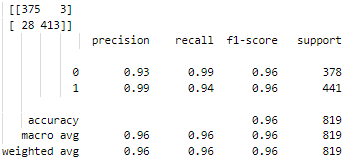 [[375 3]
[ 28 413]]
precision recall f1-score support
0 0.93 0.99 0.96 378
1 0.99 0.94 0.96 441
accuracy 0.96 819
macro avg 0.96 0.96 0.96 819
weighted avg 0.96 0.96 0.96 819